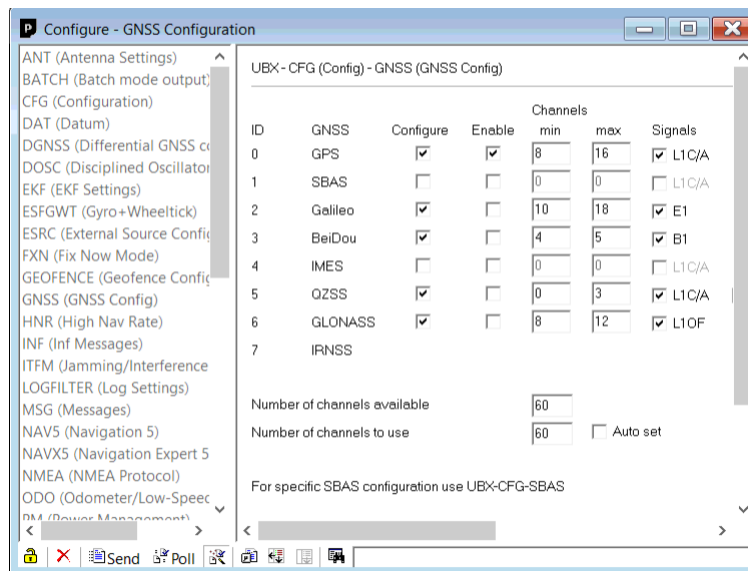 P Configure - GNSS Configuration
ANT (Antenna Settings)
BATCH (Batch mode output)
CFG (Configuration)
DAT (Datum)
DGNSS (Differential GNSS co
DOSC (Disciplined Oscillator
EKF (EKF Settings)
ESFGWT (Gyro+Wheeltick)
ESRC (External Source Config
FXN (Fix Now Mode)
GEOFENCE (Geofence Config
GNSS (GNSS Config)
HNR (High Nav Rate)
INF (Inf Messages)
ITFM (Jamming/Interference
LOGFILTER (Log Settings)
MSG (Messages)
NAV5 (Navigation 5)
NAVX5 (Navigation Expert 5
NMEA (NMEA Protocol)
ODO (Odometer/Low-Speed
PM (Power Management)
UBX - CFG (Config) - GNSS (GNSS Config)
Channels
ID GNSS Configure Enable min max Signals
0 GPS 8 16 L1C/A
1 SBAS 0 0 L1C/A
2 Galileo 10 18 E1
3 BeiDou 4 5 B1
4 IMES 0 0 L1C/A
5 QZSS 0 3 L1C/A
6 GLONASS 8 12 L1OF
7 IRNSS
Number of channels available 60
Number of channels to use 60 Auto set
For specific SBAS configuration use UBX-CFG-SBAS
Send Poll